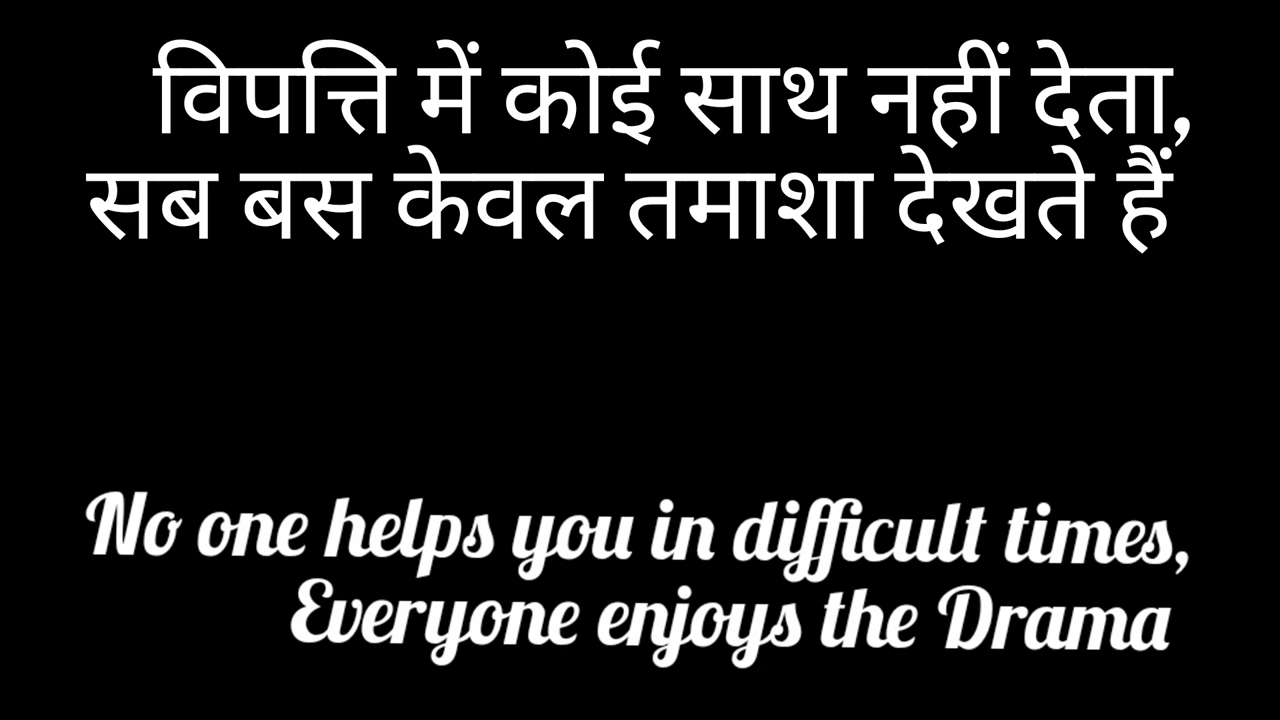 विपत्ति में कोई साथ नहीं देता,
सब बस केवल तमाशा देखते हैं
No one helps you in difficult times,
Everyone enjoys the Drama